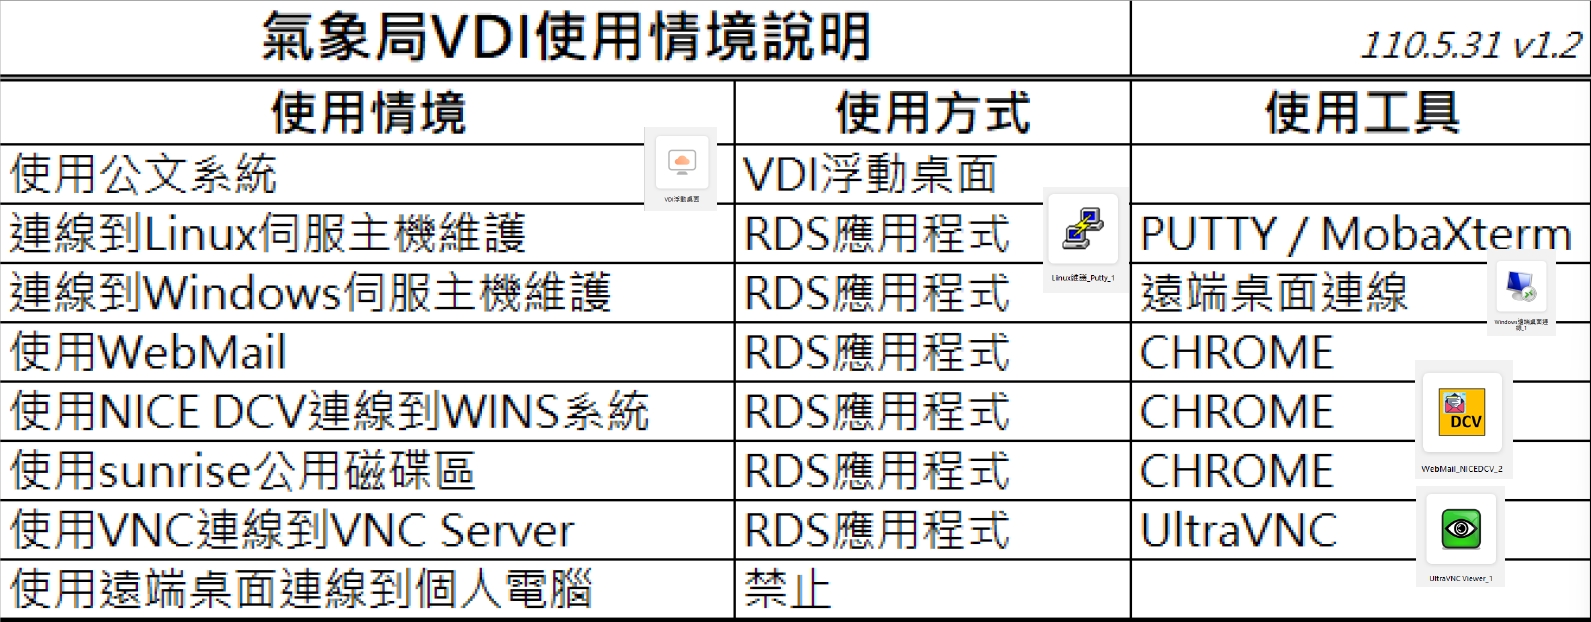 氣象局VDI使用情境說明 110.5.31 v1.2
使用情境 使用方式 使用工具
使用公文系統 VDI浮動桌面
VDI浮動桌面
連線到Linux伺服主機維護 RDS應用程式 PUTTY / MobaXterm
Linux維護_Putty_1
連線到Windows伺服主機維護 RDS應用程式 遠端桌面連線
Windows遠端桌面連
線_1
使用WebMail RDS應用程式 CHROME
使用NICE DCV連線到WINS系統 RDS應用程式 CHROME
DCV
使用sunrise公用磁碟區 RDS應用程式 CHROME
WebMail_NICEDCV_2
使用VNC連線到VNC Server RDS應用程式 UltraVNC
UltraVNC Viewer_1
使用遠端桌面連線到個人電腦 禁止